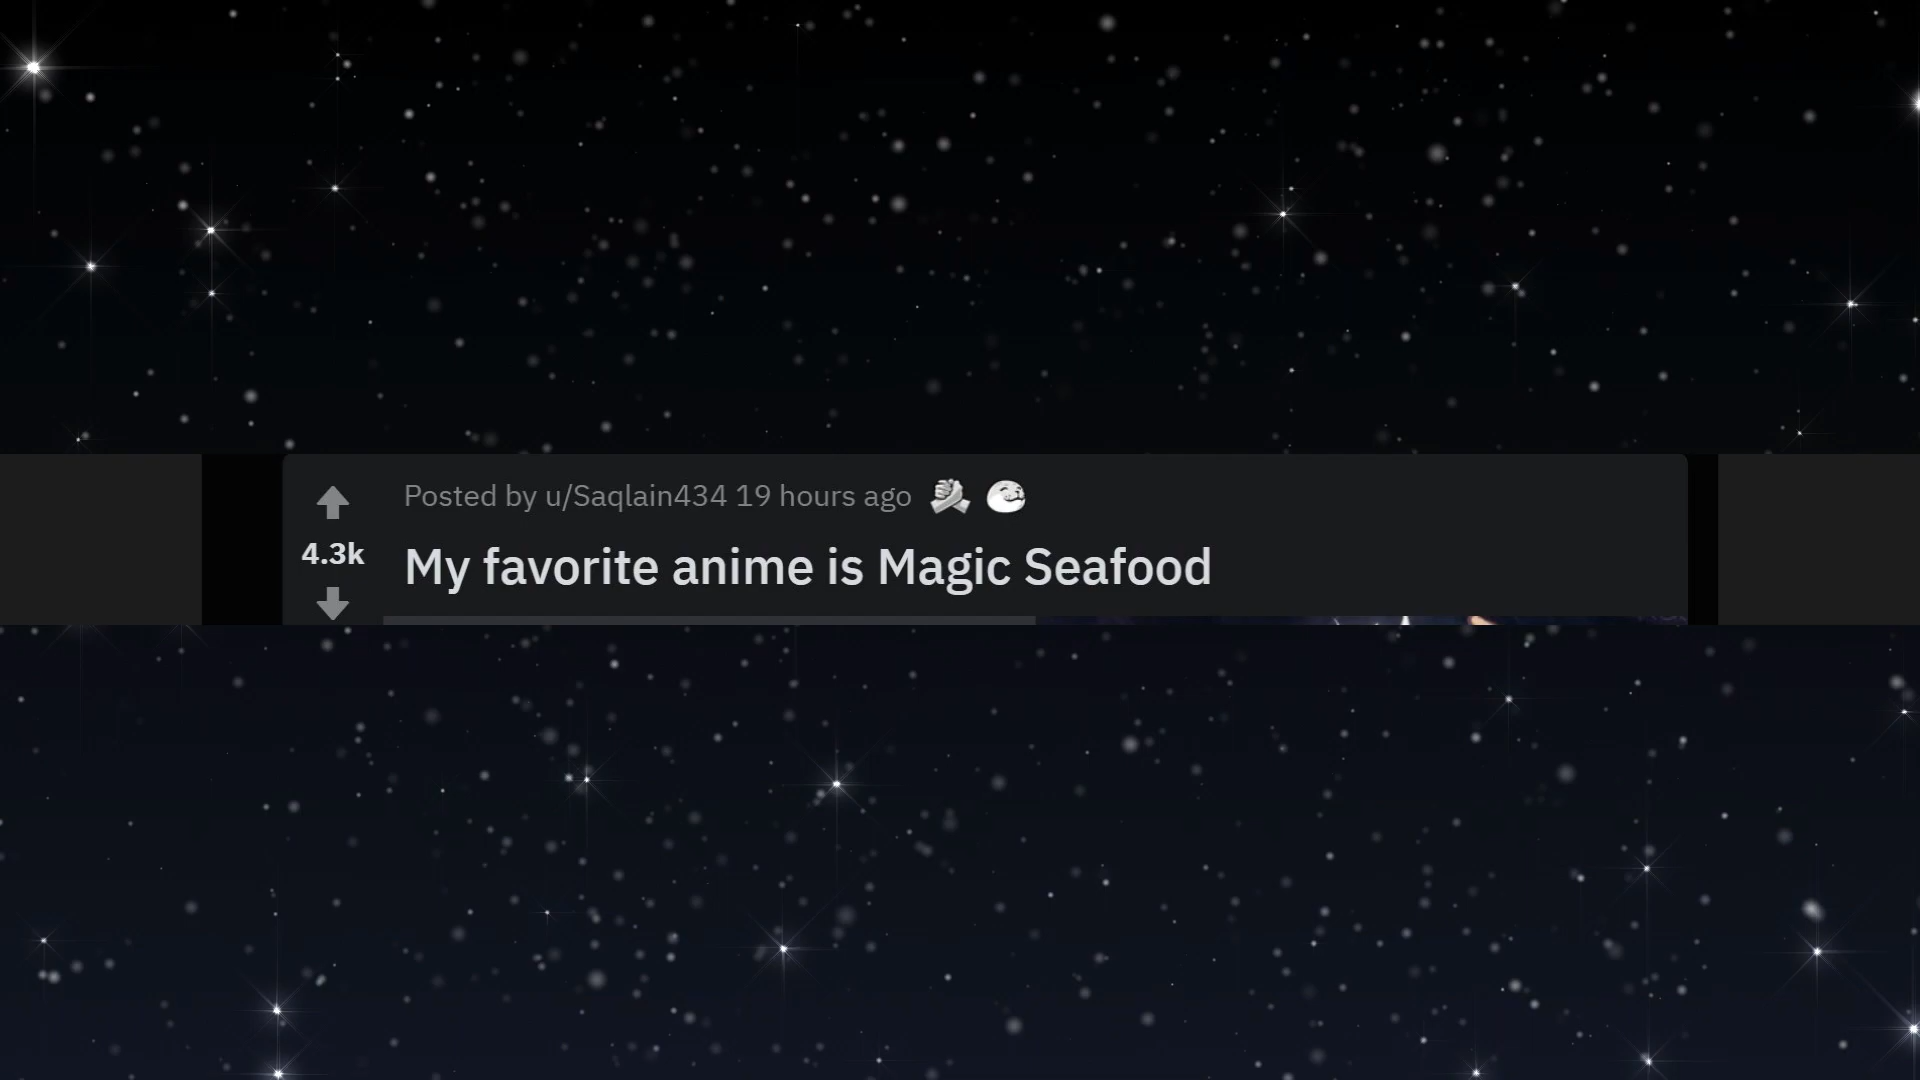 Posted by u/Saqlain434 19 hours ago
4.3k
My favorite anime is Magic Seafood